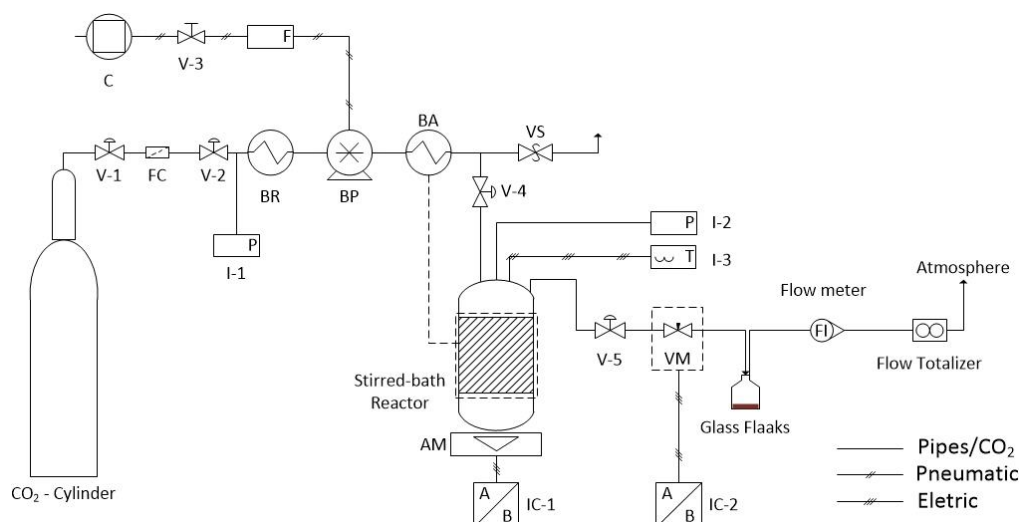 F
C
V-3
BA
VS
V-1
FC
V-2
BR
BP
V-4
P
I-1
P
I-2
T
I-3
Atmosphere
Flow meter
FI
V-5
VM
Flow Totalizer
Stirred-bath
Reactor
Glass Flaaks
AM
A
B
IC-1
A
B
IC-2
CO₂ - Cylinder
Pipes/CO₂
Pneumatic
Eletric